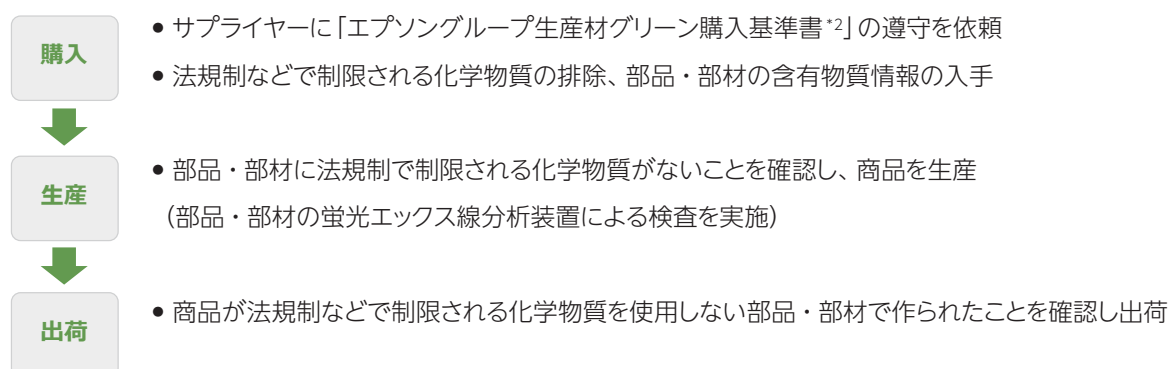 購入
● サプライヤーに「エプソングループ生産材グリーン購入基準書*2」の遵守を依頼
● 法規制などで制限される化学物質の排除、部品・部材の含有物質情報の入手
生産
● 部品・部材に法規制で制限される化学物質がないことを確認し、商品を生産
(部品・部材の蛍光エックス線分析装置による検査を実施)
出荷
● 商品が法規制などで制限される化学物質を使用しない部品・部材で作られたことを確認し出荷